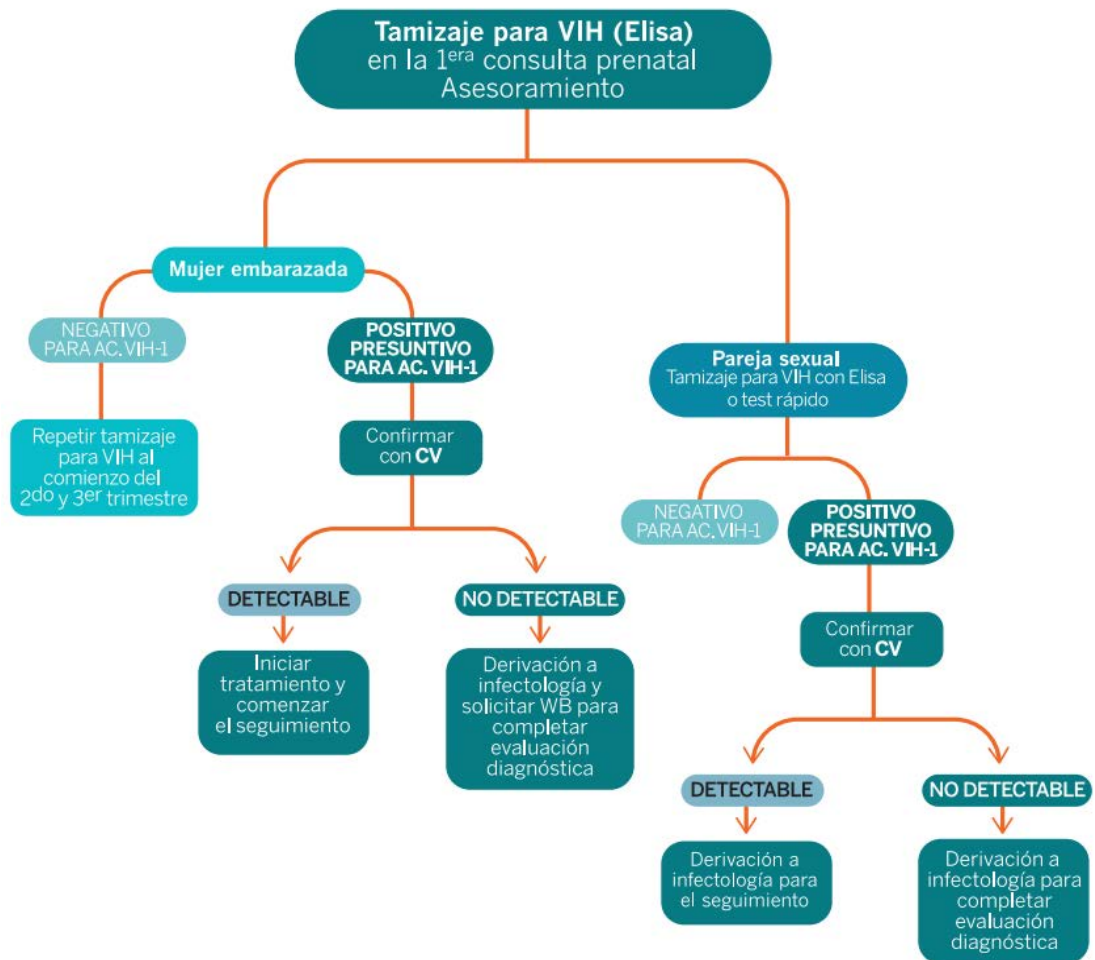 Tamizaje para VIH (Elisa)
en la 1era consulta prenatal
Asesoramiento
Mujer embarazada
NEGATIVO
PARA AC. VIH-1
Repetir tamizaje
para VIH al
comienzo del
2do y 3er trimestre
POSITIVO
PRESUNTIVO
PARA AC. VIH-1
Confirmar
con CV
DETECTABLE
Iniciar
tratamiento y
comenzar
el seguimiento
NO DETECTABLE
Derivación a
infectología y
solicitar WB para
completar
evaluación
diagnóstica
Pareja sexual
Tamizaje para VIH con Elisa
o test rápido
NEGATIVO
PARA AC. VIH-1
POSITIVO
PRESUNTIVO
PARA AC. VIH-1
Confirmar
con CV
DETECTABLE
Derivación a
infectología para
el seguimiento
NO DETECTABLE
Derivación a
infectología para
completar
evaluación
diagnóstica